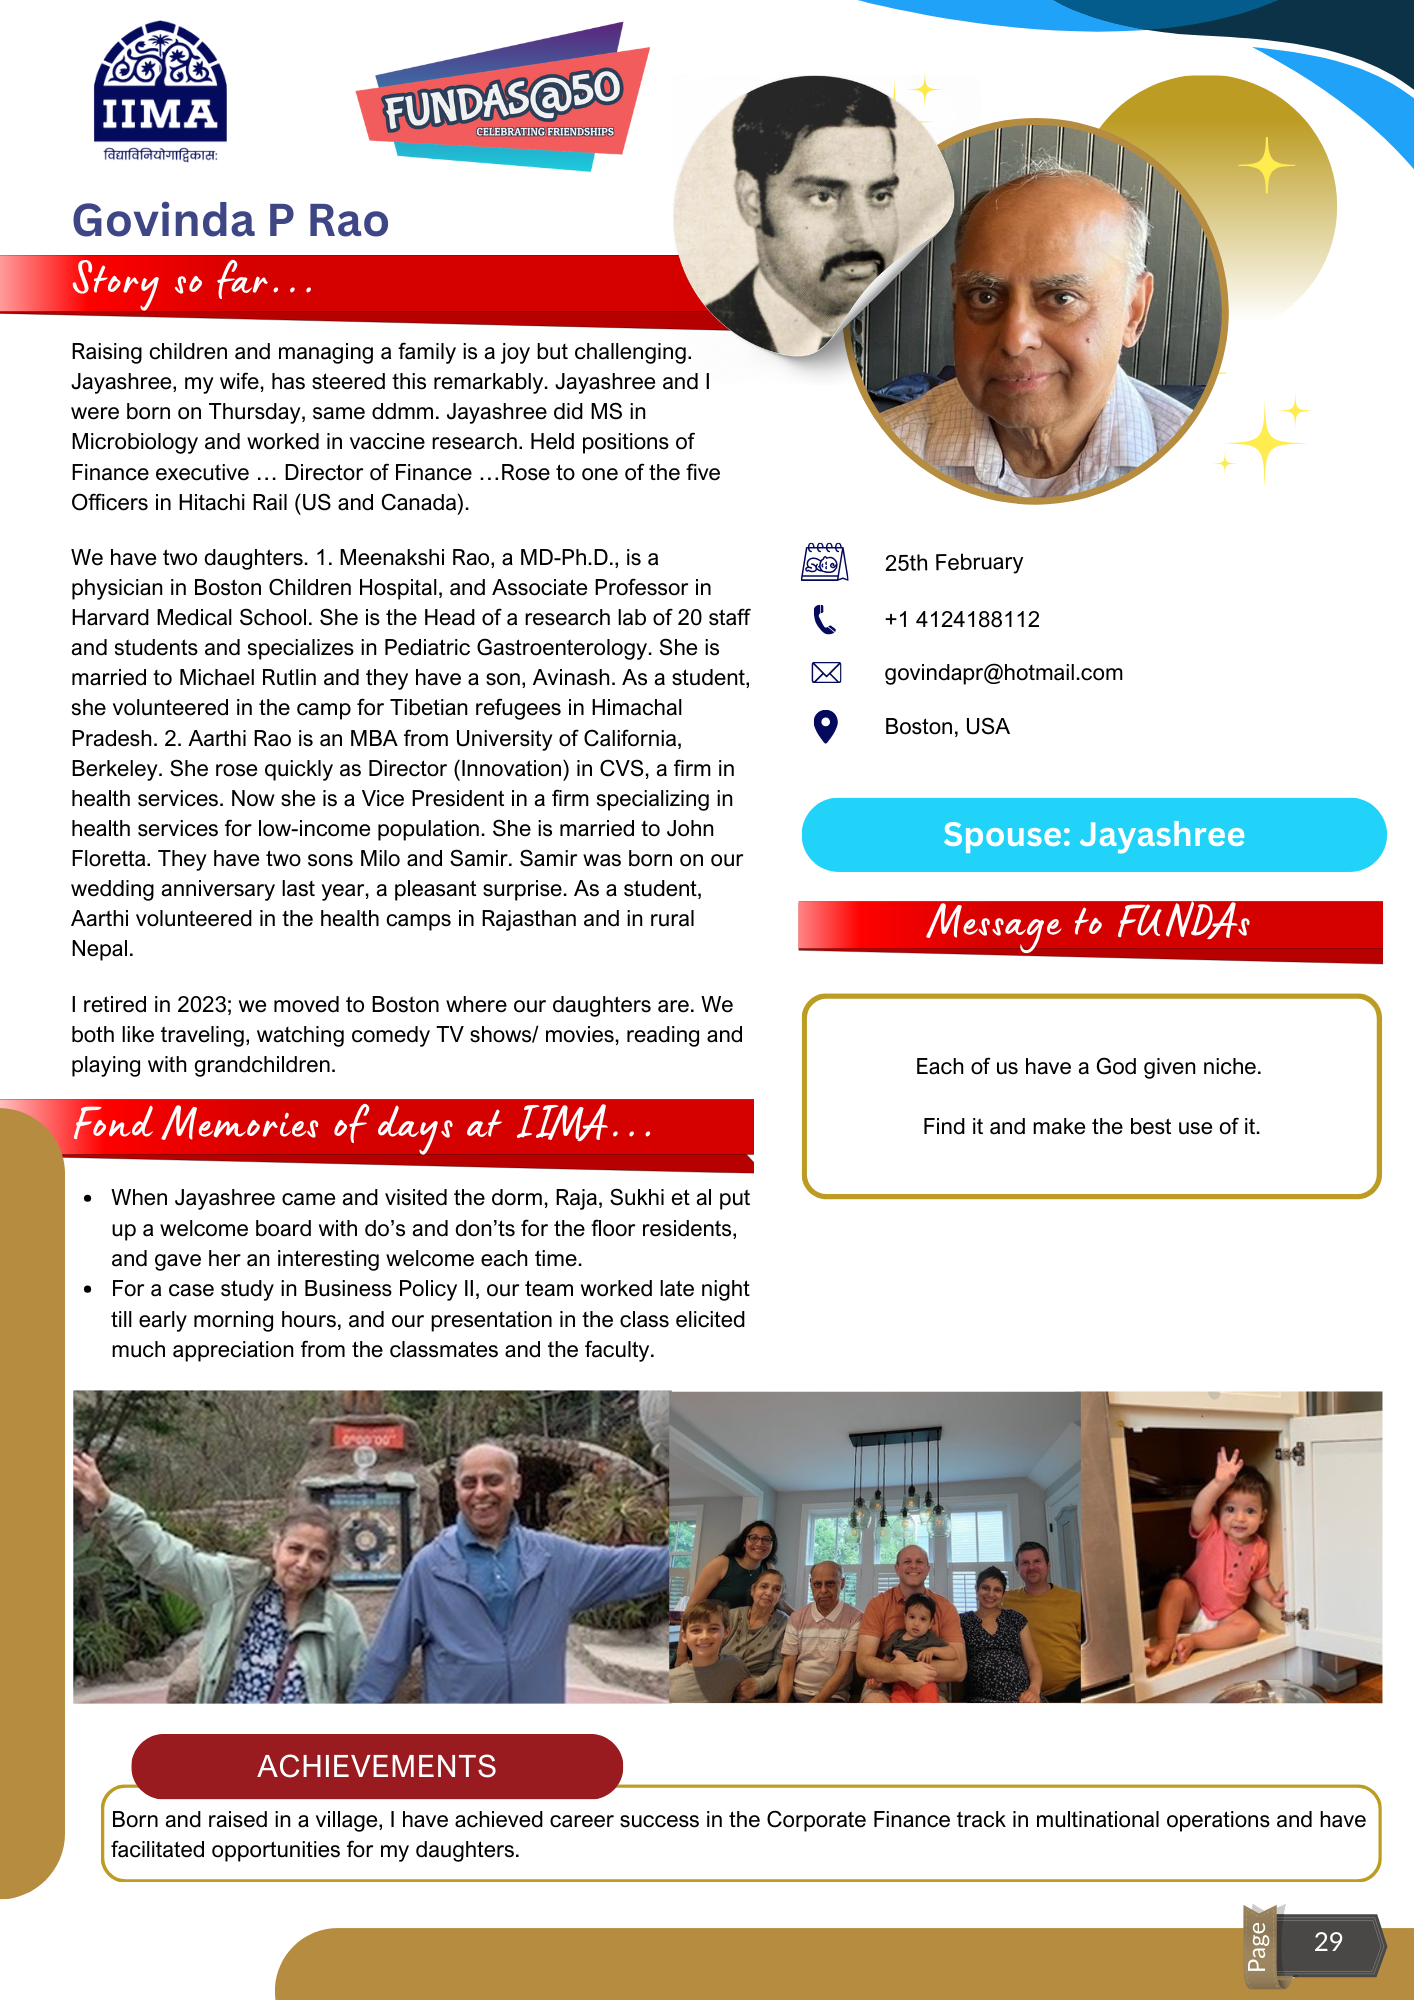 IIMA
विद्याविनियोगाद्विकास:
FUNDAS@50
CELEBRATING FRIENDSHIPS
Govinda P Rao
Story so far...
Raising children and managing a family is a joy but challenging.
Jayashree, my wife, has steered this remarkably. Jayashree and I
were born on Thursday, same ddmm. Jayashree did MS in
Microbiology and worked in vaccine research. Held positions of
Finance executive … Director of Finance …Rose to one of the five
Officers in Hitachi Rail (US and Canada).
We have two daughters. 1. Meenakshi Rao, a MD-Ph.D., is a
physician in Boston Children Hospital, and Associate Professor in
Harvard Medical School. She is the Head of a research lab of 20 staff
and students and specializes in Pediatric Gastroenterology. She is
married to Michael Rutlin and they have a son, Avinash. As a student,
she volunteered in the camp for Tibetian refugees in Himachal
Pradesh. 2. Aarthi Rao is an MBA from University of California,
Berkeley. She rose quickly as Director (Innovation) in CVS, a firm in
health services. Now she is a Vice President in a firm specializing in
health services for low-income population. She is married to John
Floretta. They have two sons Milo and Samir. Samir was born on our
wedding anniversary last year, a pleasant surprise. As a student,
Aarthi volunteered in the health camps in Rajasthan and in rural
Nepal.
I retired in 2023; we moved to Boston where our daughters are. We
both like traveling, watching comedy TV shows/ movies, reading and
playing with grandchildren.
Fond Memories of days at IIMA...
• When Jayashree came and visited the dorm, Raja, Sukhi et al put
up a welcome board with do’s and don’ts for the floor residents,
and gave her an interesting welcome each time.
• For a case study in Business Policy II, our team worked late night
till early morning hours, and our presentation in the class elicited
much appreciation from the classmates and the faculty.
25th February
+1 4124188112
govindapr@hotmail.com
Boston, USA
Spouse: Jayashree
Message to FUNDAs
Each of us have a God given niche.
Find it and make the best use of it.
ACHIEVEMENTS
Born and raised in a village, I have achieved career success in the Corporate Finance track in multinational operations and have
facilitated opportunities for my daughters.
Page
29